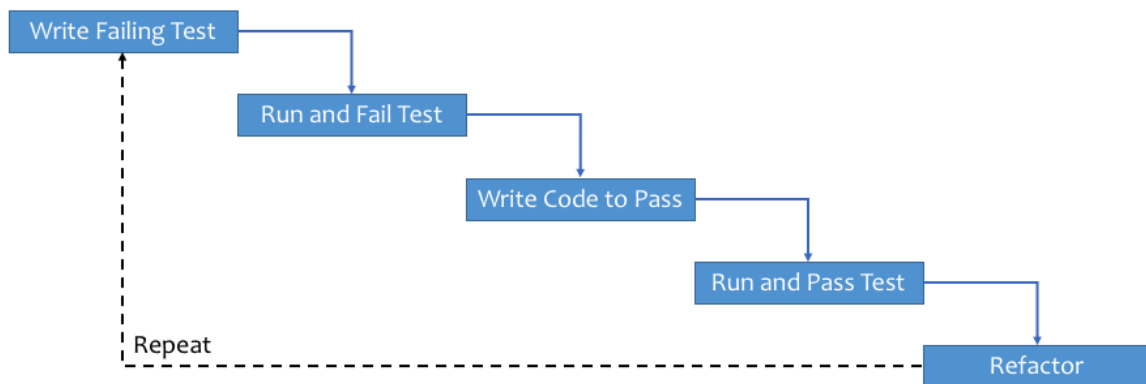 Write Failing Test
Run and Fail Test
Write Code to Pass
Run and Pass Test
Repeat
Refactor